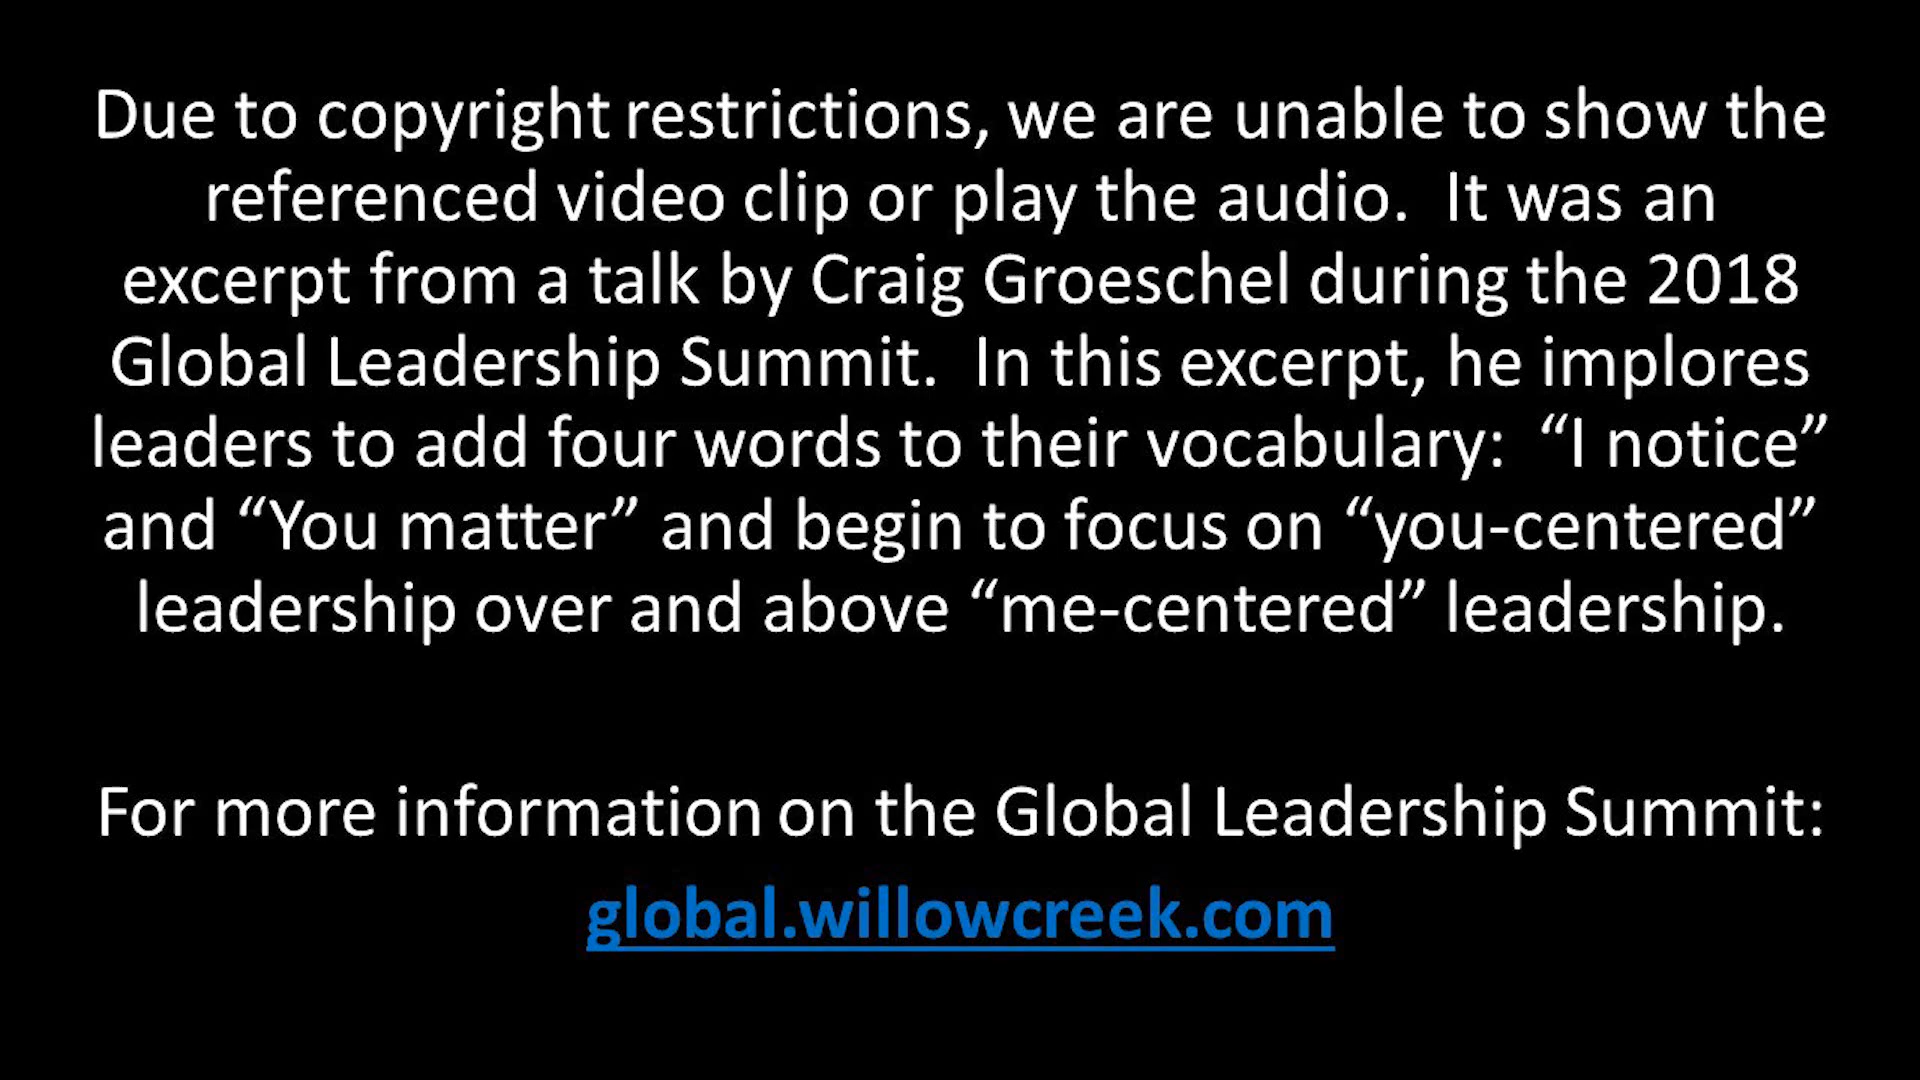 Due to copyright restrictions, we are unable to show the
referenced video clip or play the audio.  It was an
excerpt from a talk by Craig Groeschel during the 2018
Global Leadership Summit.  In this excerpt, he implores
leaders to add four words to their vocabulary:  “I notice”
and “You matter” and begin to focus on “you-centered”
leadership over and above “me-centered” leadership.
For more information on the Global Leadership Summit:
global.willowcreek.com